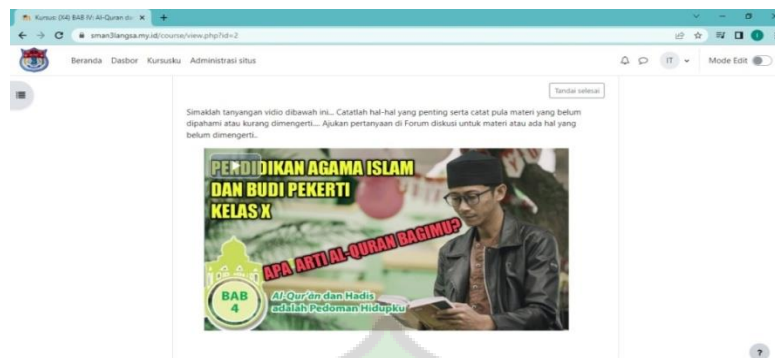 Kursus: (X4) BAB IV: Al-Quran da
sman3langsa.my.id/course/view.php?id=2
Beranda Dasbor Kursusku Administrasi situs
IT
Mode Edit
Tandai selesai
Simaklah tanyangan vidio dibawah ini... Catatlah hal-hal yang penting serta catat pula materi yang belum
dipahami atau kurang dimengerti.... Ajukan pertanyaan di Forum diskusi untuk materi atau ada hal yang
belum dimengerti..
PENDIDIKAN AGAMA ISLAM
DAN BUDI PEKERTI
KELAS X
APA ARTI AL-QURAN BAGIMU?
BAB
4
Al-Qur'an dan Hadis
adalah Pedoman Hidupku
?